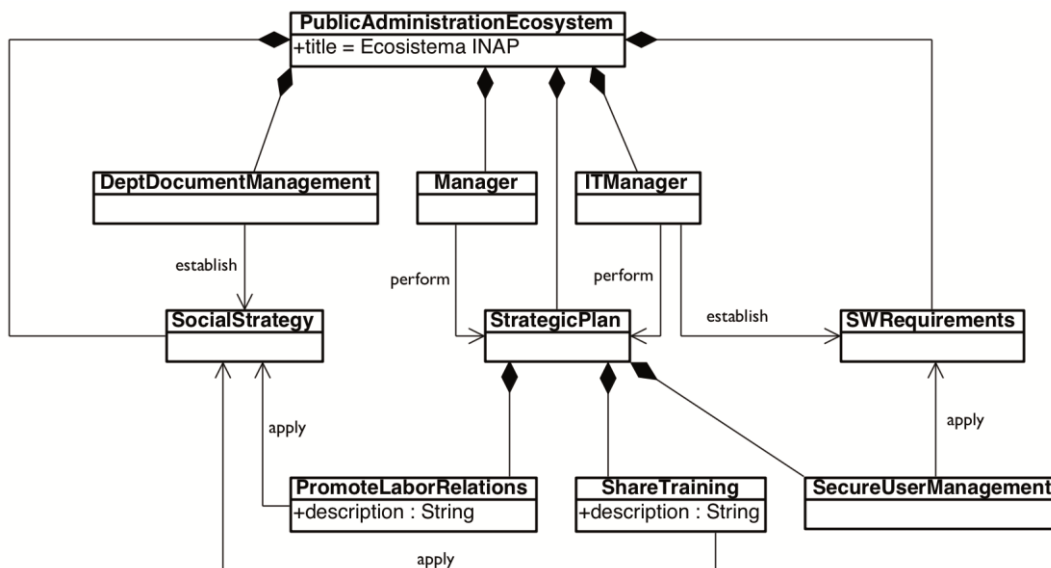 PublicAdministrationEcosystem
+title = Ecosistema INAP
DeptDocumentManagement
Manager
ITManager
establish
perform
perform
establish
SocialStrategy
StrategicPlan
SWRequirements
apply
apply
PromoteLaborRelations
+description : String
ShareTraining
+description : String
SecureUserManagement
apply